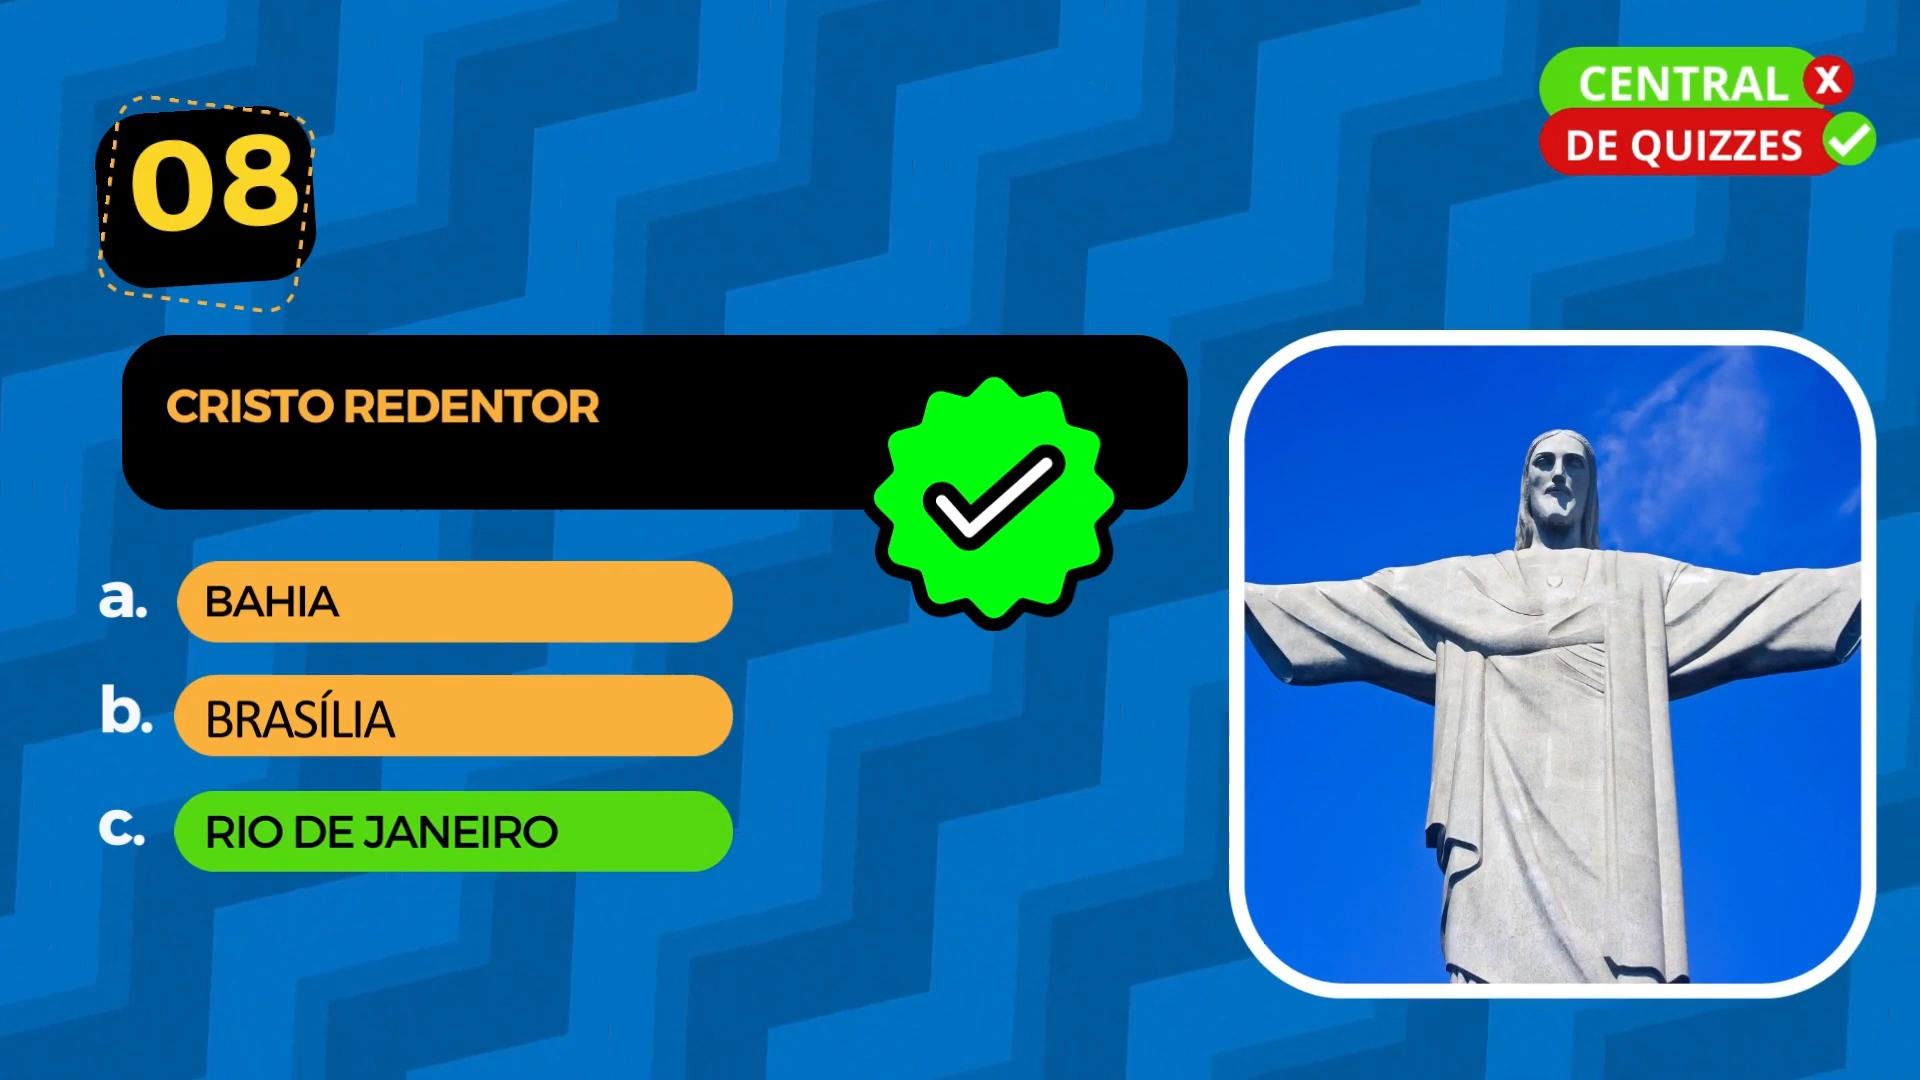 CENTRAL X
DE QUIZZES
08
CRISTO REDENTOR
a. BAHIA
b. BRASÍLIA
c. RIO DE JANEIRO